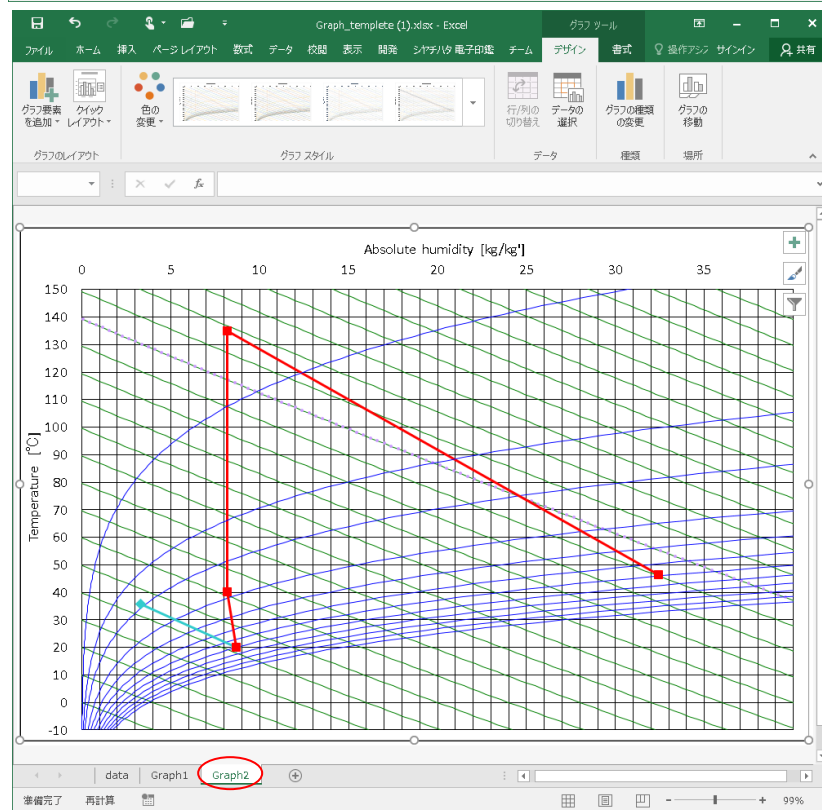 Graph_templete (1).xlsx - Excel
グラフ ツール
ファイル ホーム 挿入 ページ レイアウト 数式 データ 校閲 表示 開発 シヤチハタ 電子印鑑 チーム デザイン 書式 操作アシス サインイン 共有
グラフ要素を追加
クイックレイアウト
色の変更
行/列の切り替え
データの選択
グラフの種類の変更
グラフの移動
グラフのレイアウト グラフ スタイル データ 種類 場所
fx
Absolute humidity [kg/kg']
0 5 10 15 20 25 30 35
Temperature [℃]
150
140
130
120
110
100
90
80
70
60
50
40
30
20
10
0
-10
data Graph1 Graph2
準備完了 再計算 99%